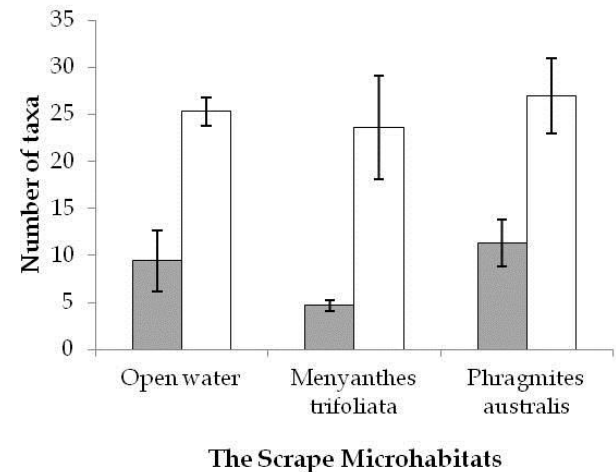 35
30
25
20
15
10
5
0
Number of taxa
Open water
Menyanthes
trifoliata
Phragmites
australis
The Scrape Microhabitats